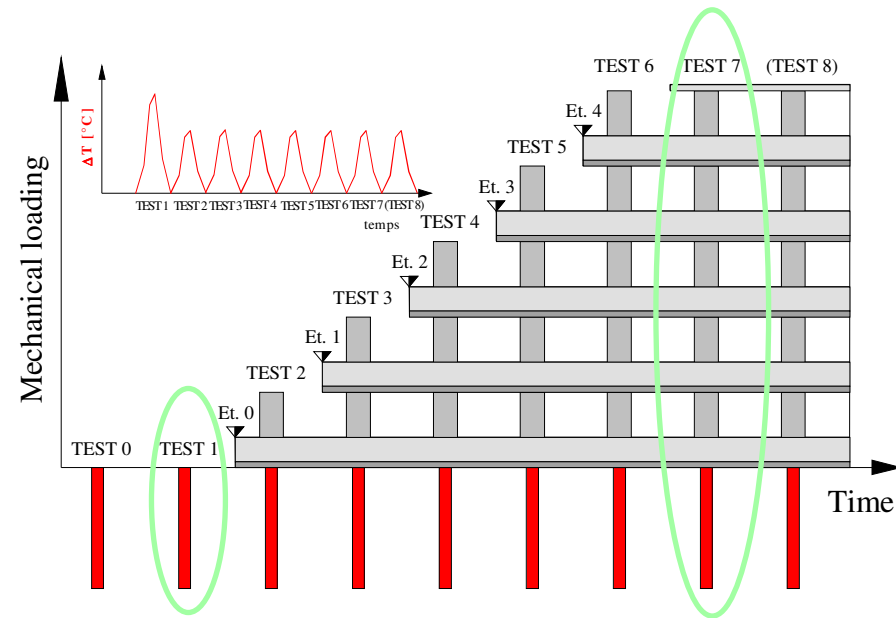 TEST 6 TEST 7 (TEST 8)
Et. 4
TEST 5
Et. 3
TEST 4
Et. 2
TEST 3
Et. 1
TEST 2
Et. 0
TEST 0 TEST 1
Mechanical loading
Time
ΔT [°C]
TEST 1 TEST 2 TEST 3 TEST 4 TEST 5 TEST 6 TEST 7 (TEST 8)
temps